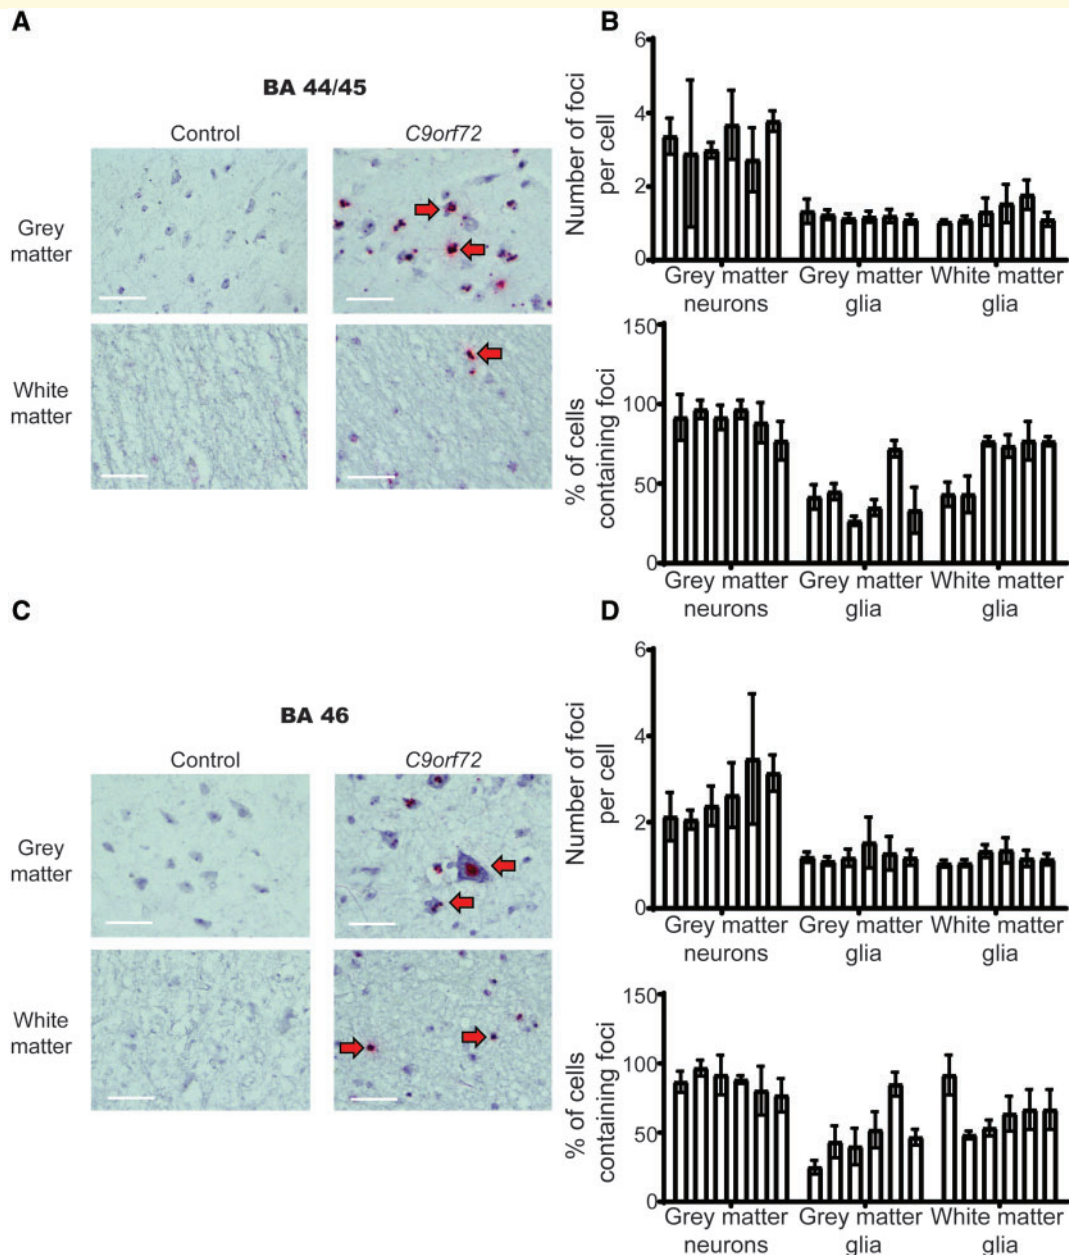 A
BA 44/45
Control
C9orf72
Grey
matter
White
matter
B
Number of foci
per cell
6
4
2
0
Grey matter
neurons
Grey matter
glia
White matter
glia
% of cells
containing foci
150
100
50
0
Grey matter
neurons
Grey matter
glia
White matter
glia
C
BA 46
Control
C9orf72
Grey
matter
White
matter
D
Number of foci
per cell
6
4
2
0
Grey matter
neurons
Grey matter
glia
White matter
glia
% of cells
containing foci
150
100
50
0
Grey matter
neurons
Grey matter
glia
White matter
glia